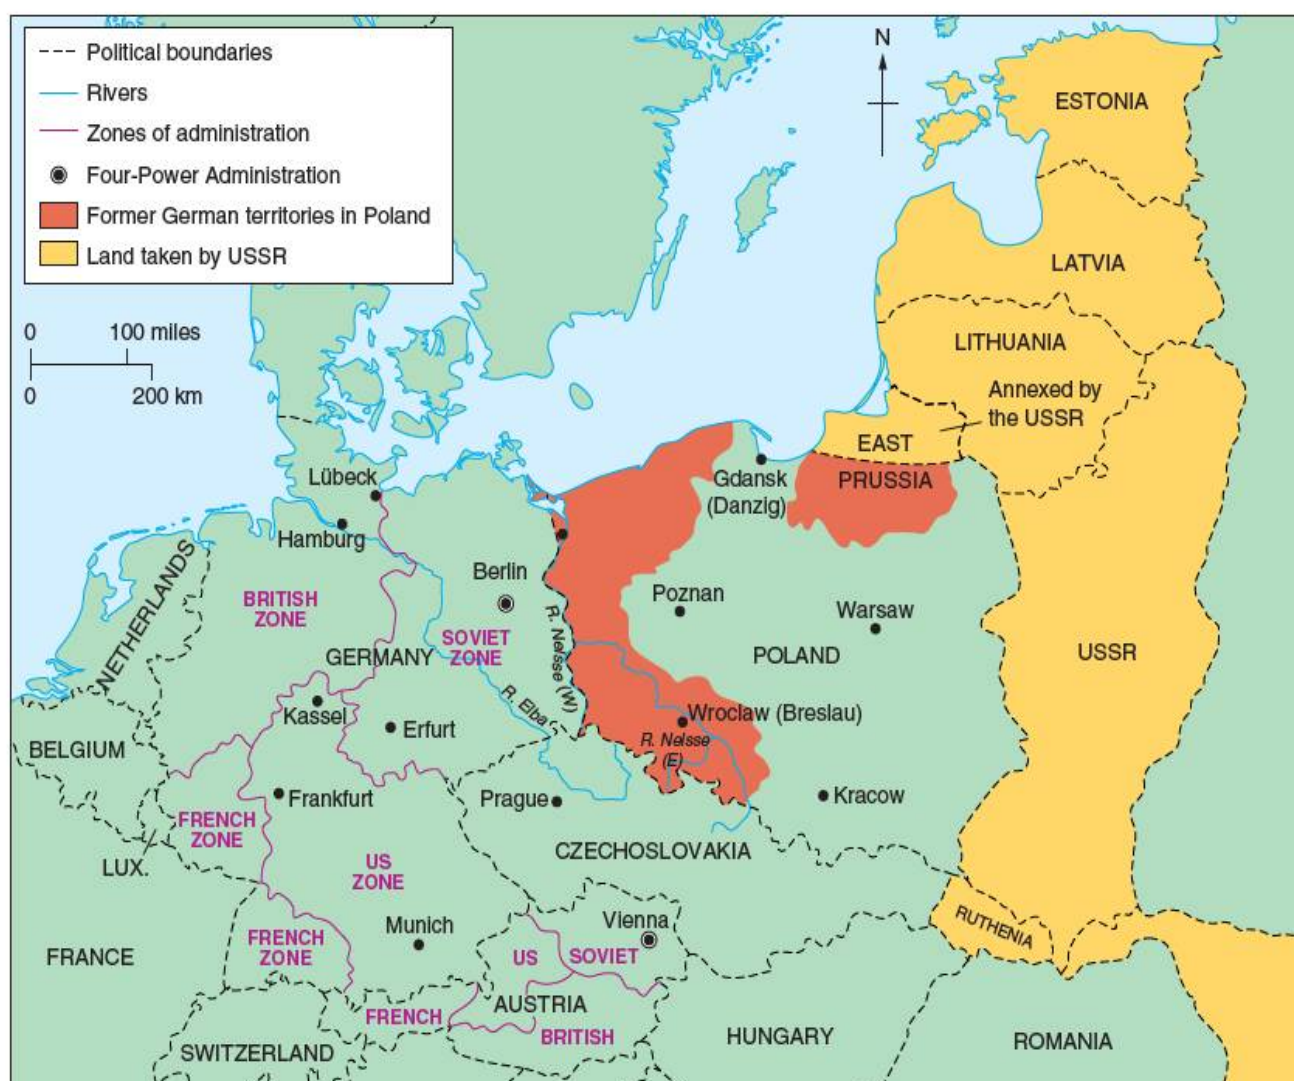 Political boundaries
Rivers
Zones of administration
Four-Power Administration
Former German territories in Poland
Land taken by USSR
N
0 100 miles
0 200 km
ESTONIA
LATVIA
LITHUANIA
Annexed by
the USSR
EAST
PRUSSIA
Gdansk
(Danzig)
Lübeck
Hamburg
Berlin
NETHERLANDS
BRITISH
ZONE
SOVIET
ZONE
GERMANY
R. Neisse (W)
R. Elba
Poznan
Warsaw
POLAND
USSR
Kassel
Erfurt
Wroclaw (Breslau)
R. Neisse
(E)
BELGIUM
LUX.
Frankfurt
FRENCH
ZONE
Prague
Kracow
CZECHOSLOVAKIA
US
ZONE
Munich
FRANCE
FRENCH
ZONE
Vienna
US
SOVIET
RUTHENIA
AUSTRIA
FRENCH
BRITISH
SWITZERLAND
HUNGARY
ROMANIA